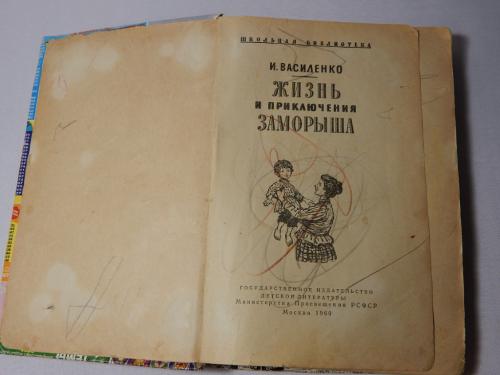 ШКОЛЬНАЯ БИБЛИОТЕКА
И. ВАСИЛЕНКО
ЖИЗНЬ
И ПРИКЛЮЧЕНИЯ
ЗАМОРЫША
ГОСУДАРСТВЕННОЕ ИЗДАТЕЛЬСТВО
ДЕТСКОЙ ЛИТЕРАТУРЫ
Министерства Просвещения РСФСР
Москва 1960